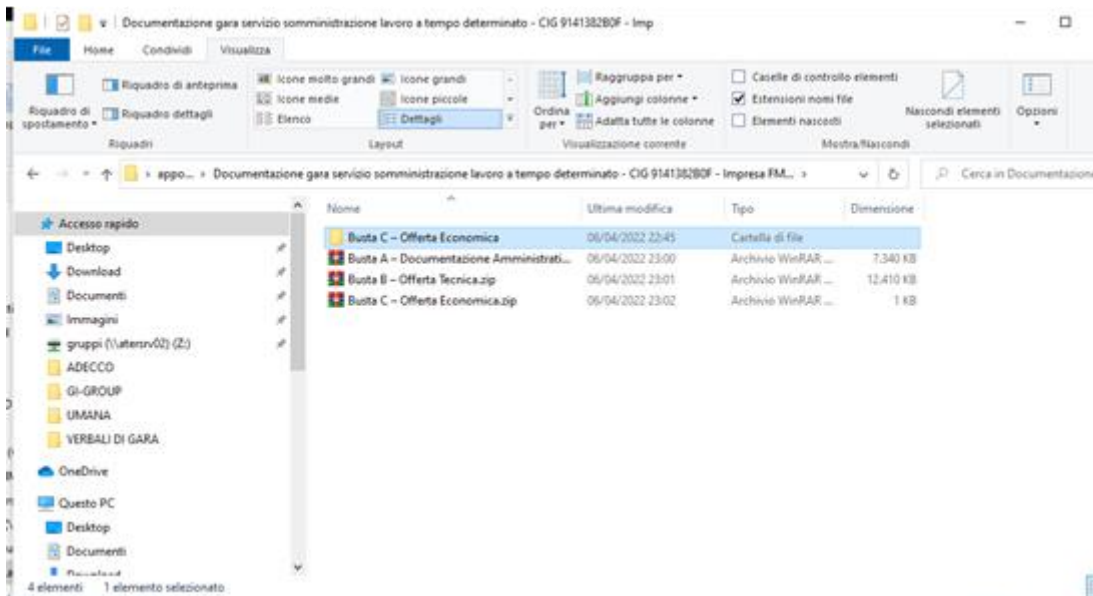 Documentazione gara servizio somministrazione lavoro a tempo determinato - CIG 9141382B0F - Imp
File Home Condividi Visualizza
Riquadro di spostamento
Riquadro di anteprima
Riquadro dettagli
Riquadri
Icone molto grandi Icone grandi
Icone medie Icone piccole
Elenco Dettagli
Layout
Ordina per
Raggruppa per
Aggiungi colonne
Adatta tutte le colonne
Visualizzazione corrente
Caselle di controllo elementi
Estensioni nomi file
Elementi nascosti
Nascondi elementi selezionati
Mostra/Nascondi
Opzioni
appo... Documentazione gara servizio somministrazione lavoro a tempo determinato - CIG 9141382B0F - Impresa FM...
Cerca in Documentazione
Accesso rapido
Desktop
Download
Documenti
Immagini
gruppi (\\atersrv02) (Z:)
ADECCO
GI-GROUP
UMANA
VERBALI DI GARA
OneDrive
Questo PC
Desktop
Documenti
Download
Nome Ultima modifica Tipo Dimensione
Busta C – Offerta Economica 06/04/2022 22:45 Cartella di file
Busta A – Documentazione Amministrati... 06/04/2022 23:00 Archivio WinRAR ... 7.340 KB
Busta B – Offerta Tecnica.zip 06/04/2022 23:01 Archivio WinRAR ... 12.410 KB
Busta C – Offerta Economica.zip 06/04/2022 23:02 Archivio WinRAR ... 1 KB
4 elementi 1 elemento selezionato